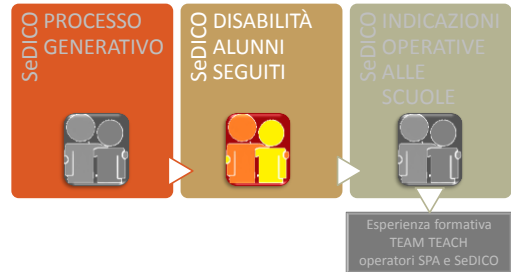 SeDICO
PROCESSO
GENERATIVO
SeDICO
DISABILITÀ
ALUNNI
SEGUITI
SeDICO
INDICAZIONI
OPERATIVE
ALLE
SCUOLE
Esperienza formativa
TEAM TEACH
operatori SPA e SeDICO